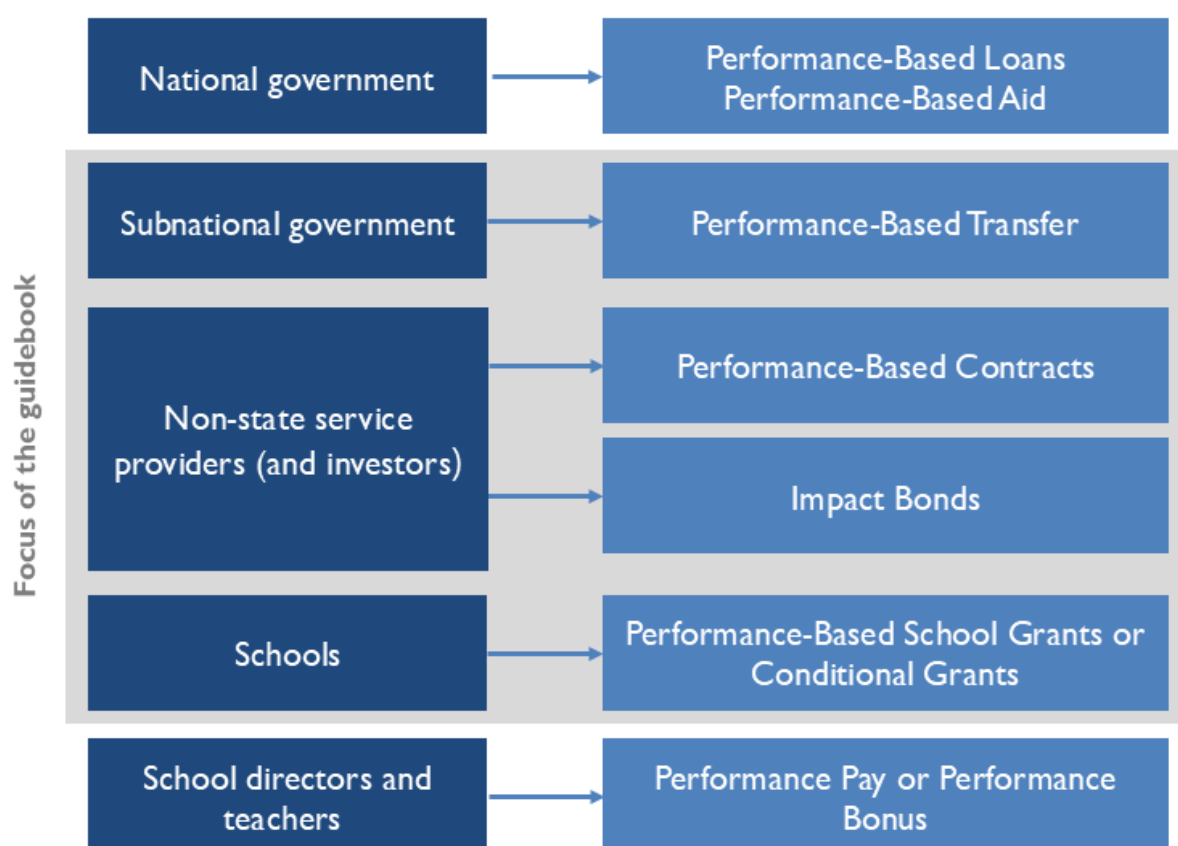 National government
Performance-Based Loans
Performance-Based Aid
Subnational government
Performance-Based Transfer
Focus of the guidebook
Non-state service
providers (and investors)
Performance-Based Contracts
Impact Bonds
Schools
Performance-Based School Grants or
Conditional Grants
School directors and
teachers
Performance Pay or Performance
Bonus